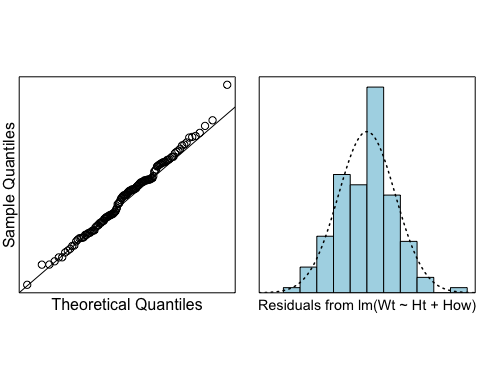 Sample Quantiles
Theoretical Quantiles
Residuals from lm(Wt ~ Ht + How)